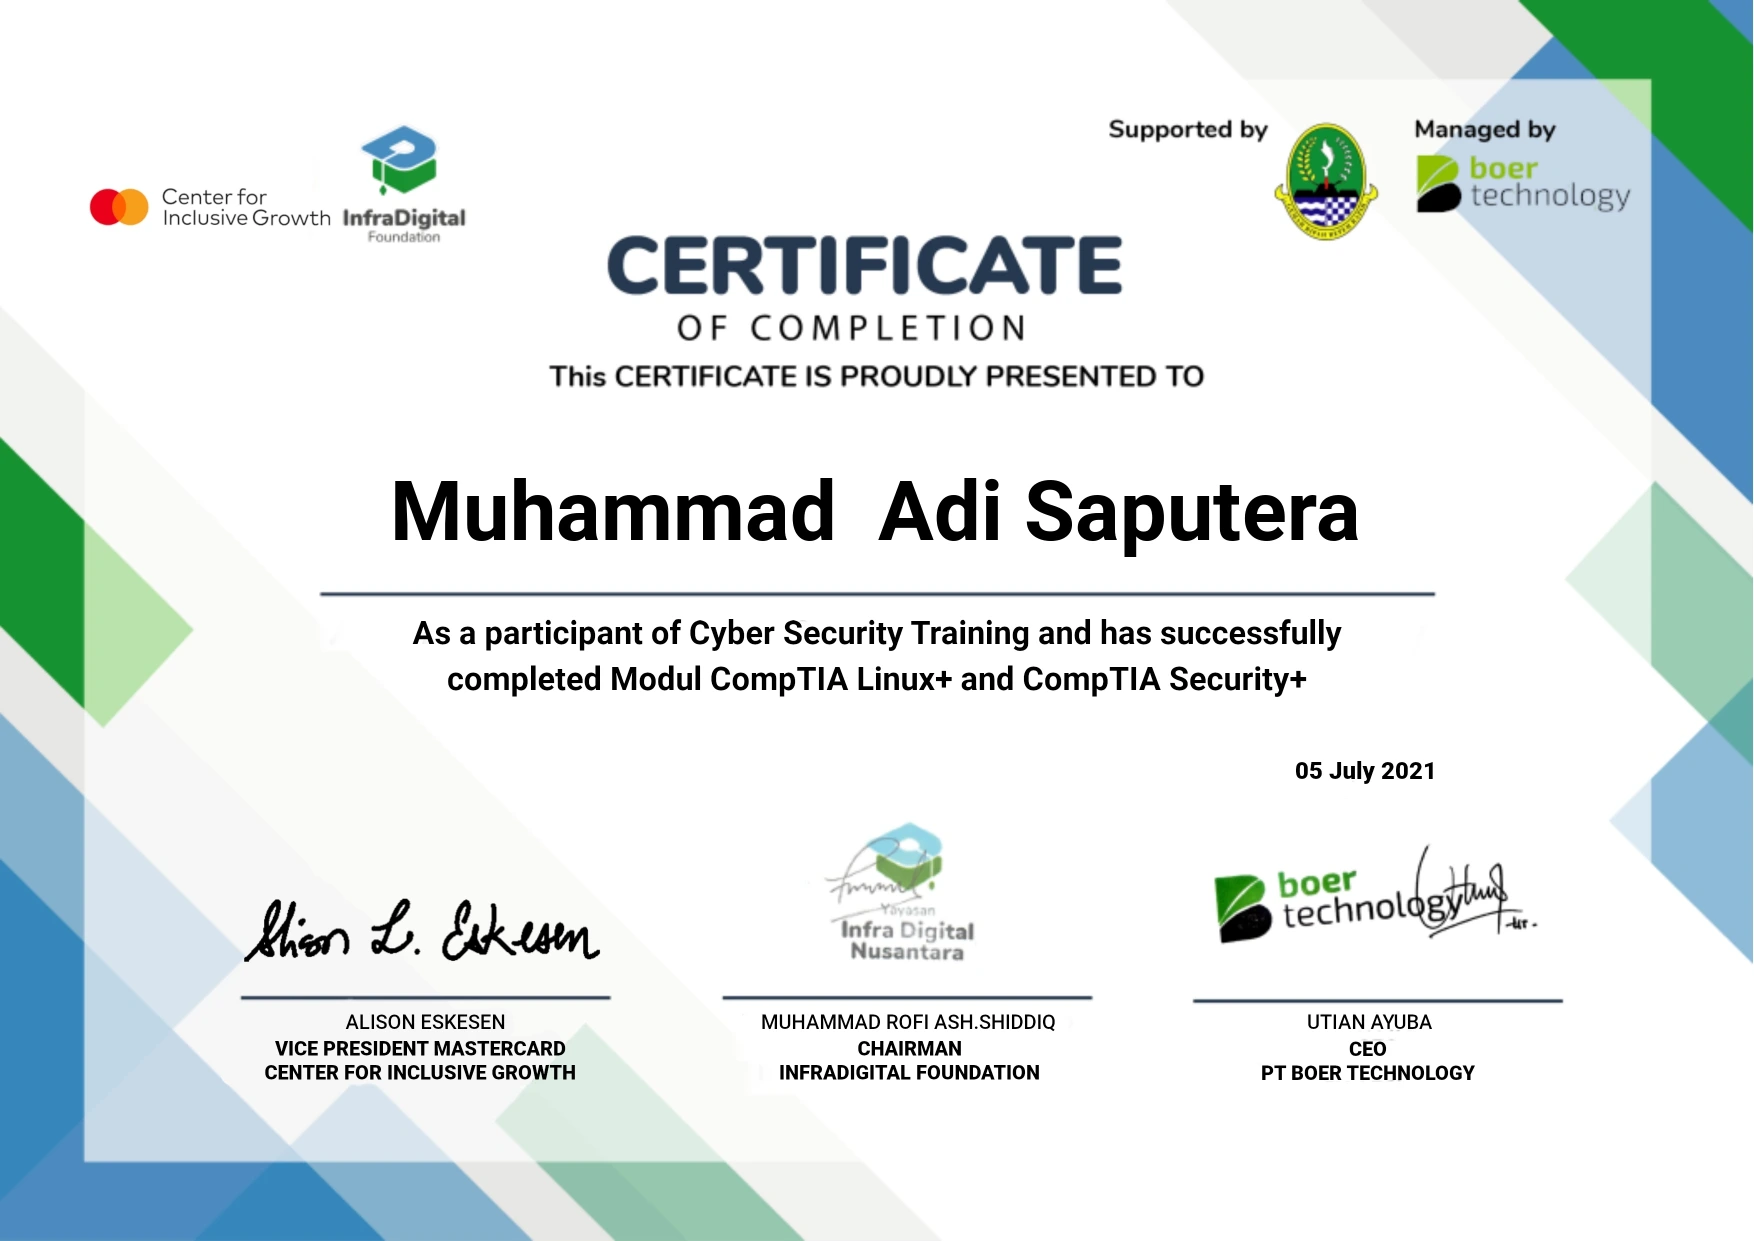 Center for
Inclusive Growth
InfraDigital
Foundation
Supported by
Managed by
boer
technology
CERTIFICATE
OF COMPLETION
This CERTIFICATE IS PROUDLY PRESENTED TO
Muhammad  Adi Saputera
As a participant of Cyber Security Training and has successfully
completed Modul CompTIA Linux+ and CompTIA Security+
05 July 2021
Alison L. Eskesen
Yayasan
Infra Digital
Nusantara
boer
technology
ALISON ESKESEN
VICE PRESIDENT MASTERCARD
CENTER FOR INCLUSIVE GROWTH
MUHAMMAD ROFI ASH.SHIDDIQ
CHAIRMAN
INFRADIGITAL FOUNDATION
UTIAN AYUBA
CEO
PT BOER TECHNOLOGY